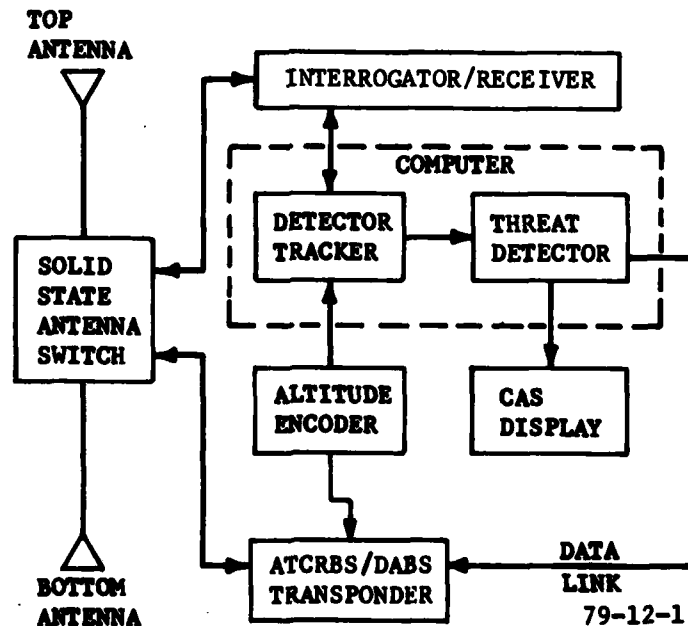 TOP
ANTENNA
INTERROGATOR/RECEIVER
COMPUTER
DETECTOR
TRACKER
THREAT
DETECTOR
SOLID
STATE
ANTENNA
SWITCH
ALTITUDE
ENCODER
CAS
DISPLAY
BOTTOM
ANTENNA
ATCRBS/DABS
TRANSPONDER
DATA
LINK
79-12-1